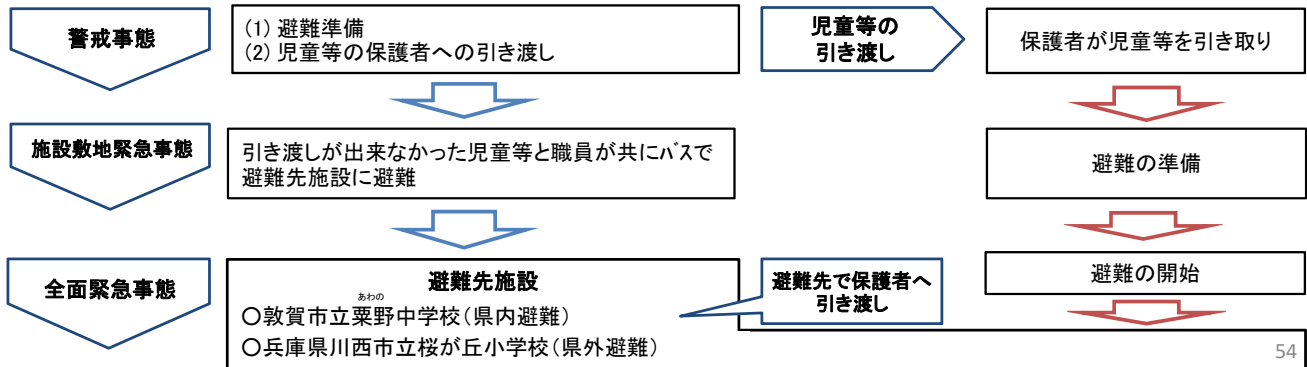 警戒事態
(1) 避難準備
(2) 児童等の保護者への引き渡し
児童等の
引き渡し
保護者が児童等を引き取り
施設敷地緊急事態
引き渡しが出来なかった児童等と職員が共にバスで
避難先施設に避難
避難の準備
全面緊急事態
避難先施設
あわの
○敦賀市立粟野中学校（県内避難）
○兵庫県川西市立桜が丘小学校（県外避難）
避難先で保護者へ
引き渡し
避難の開始
54